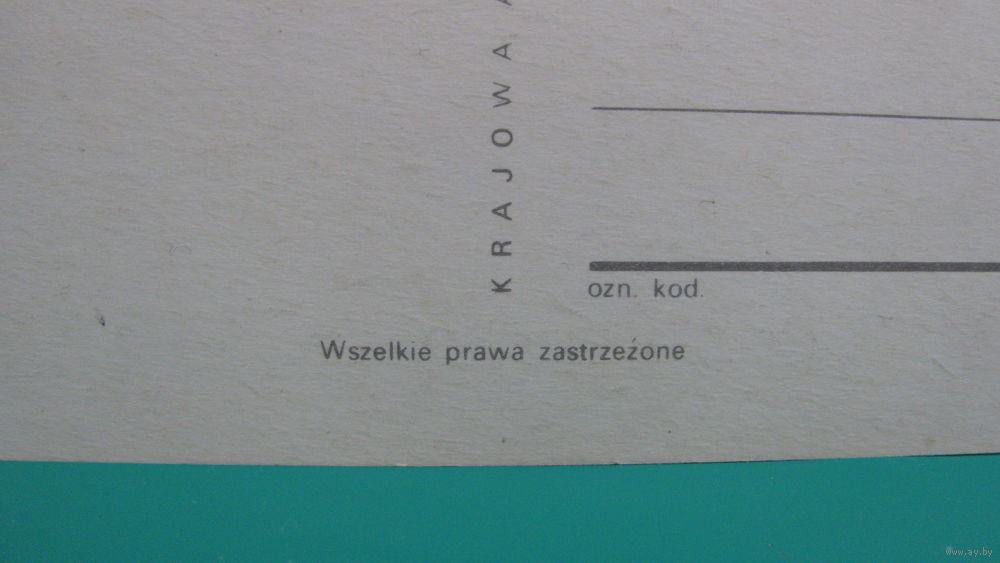 KRAJOWA
ozn. kod.
Wszelkie prawa zastrzeżone
www.ay.by